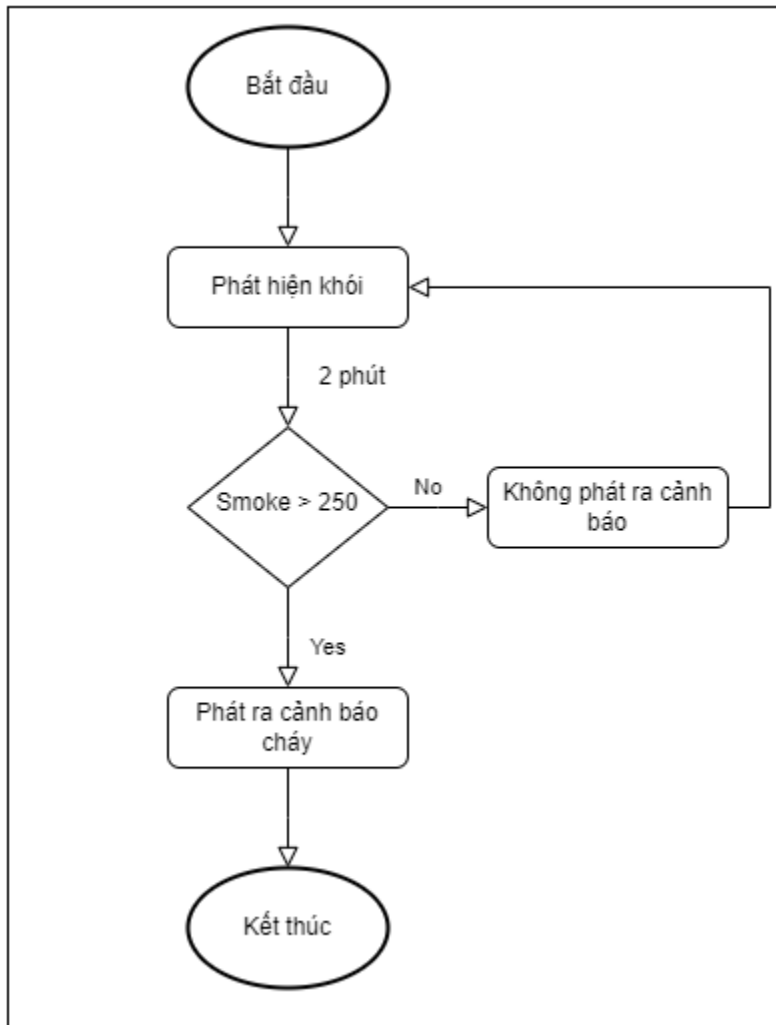 Bắt đầu
Phát hiện khói
2 phút
Smoke > 250
No
Không phát ra cảnh
báo
Yes
Phát ra cảnh báo
cháy
Kết thúc